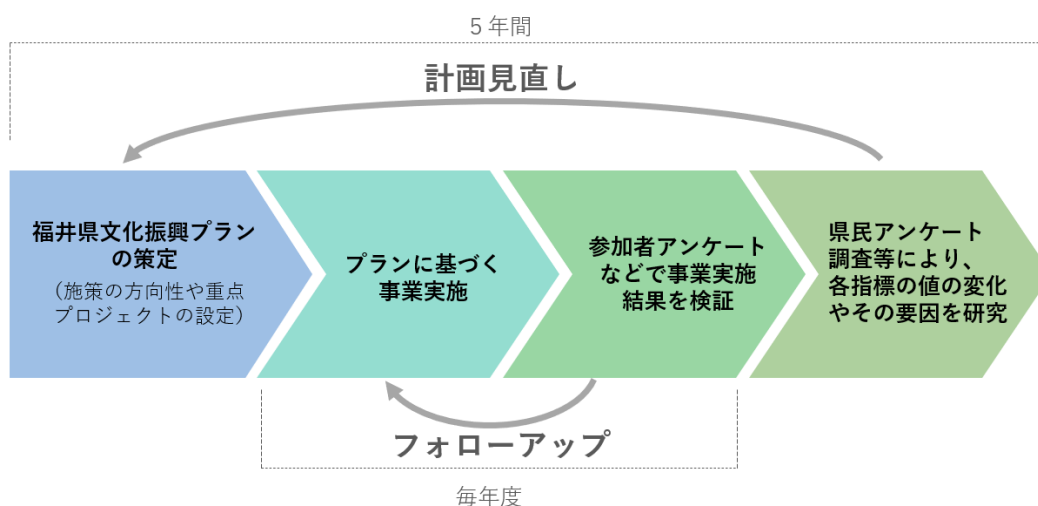 5年間
計画見直し
福井県文化振興プラン
の策定
（施策の方向性や重点
プロジェクトの設定）
プランに基づく
事業実施
参加者アンケート
などで事業実施
結果を検証
県民アンケート
調査等により、
各指標の値の変化
やその要因を研究
フォローアップ
毎年度